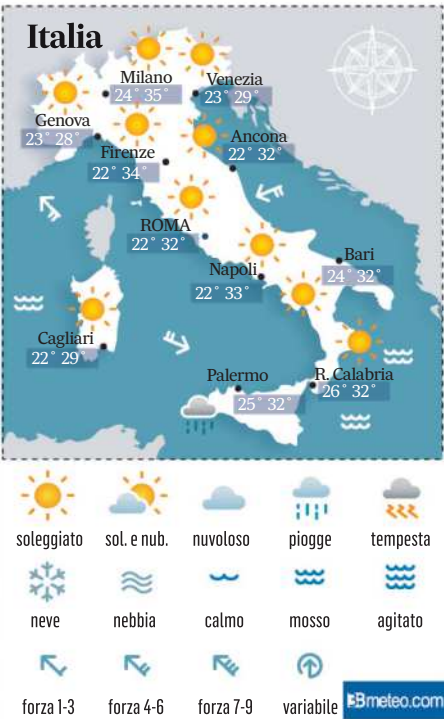 Italia
Milano
24° 35°
Venezia
23° 29°
Genova
23° 28°
Firenze
22° 34°
Ancona
22° 32°
ROMA
22° 32°
Napoli
22° 33°
Bari
24° 32°
Cagliari
22° 29°
Palermo
25° 32°
R. Calabria
26° 32°
soleggiato sol. e nub. nuvoloso piogge tempesta
neve nebbia calmo mosso agitato
forza 1-3 forza 4-6 forza 7-9 variabile
3Bmeteo.com